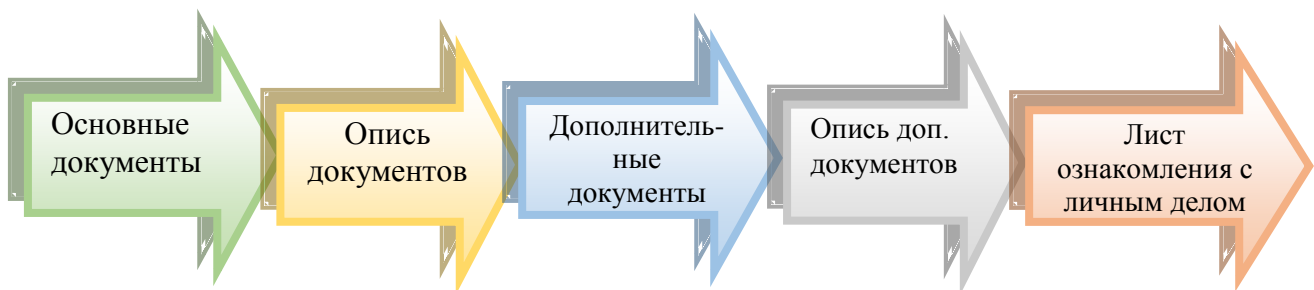 Основные
документы
Опись
документов
Дополнитель-
ные
документы
Опись доп.
документов
Лист
ознакомления с
личным делом